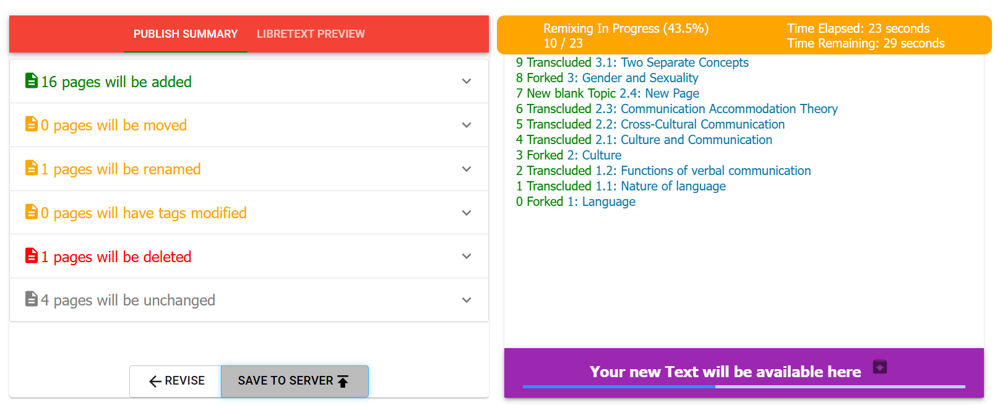 PUBLISH SUMMARY LIBRETEXT PREVIEW
16 pages will be added
0 pages will be moved
1 pages will be renamed
0 pages will have tags modified
1 pages will be deleted
4 pages will be unchanged
REVISE SAVE TO SERVER
Remixing In Progress (43.5%) Time Elapsed: 23 seconds
10 / 23 Time Remaining: 29 seconds
9 Transcluded 3.1: Two Separate Concepts
8 Forked 3: Gender and Sexuality
7 New blank Topic 2.4: New Page
6 Transcluded 2.3: Communication Accommodation Theory
5 Transcluded 2.2: Cross-Cultural Communication
4 Transcluded 2.1: Culture and Communication
3 Forked 2: Culture
2 Transcluded 1.2: Functions of verbal communication
1 Transcluded 1.1: Nature of language
0 Forked 1: Language
Your new Text will be available here